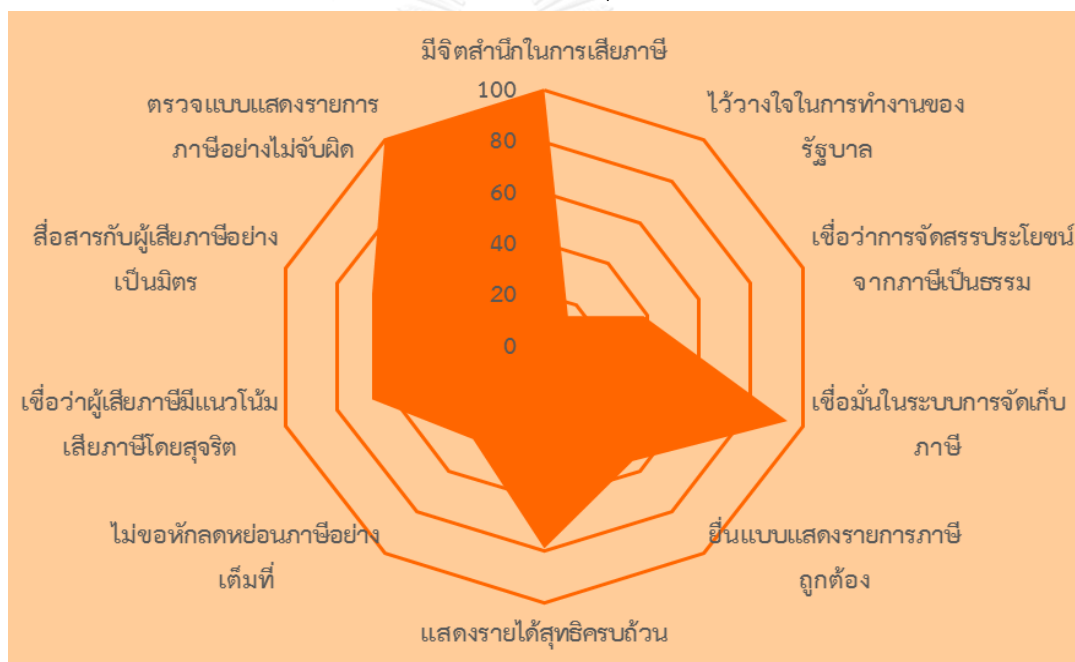 มีจิตสำนึกในการเสียภาษี
ไว้วางใจในการทำงานของ
รัฐบาล
เชื่อว่าการจัดสรรประโยชน์
จากภาษีเป็นธรรม
เชื่อมั่นในระบบการจัดเก็บ
ภาษี
ยื่นแบบแสดงรายการภาษี
ถูกต้อง
แสดงรายได้สุทธิครบถ้วน
ไม่ขอหักลดหย่อนภาษีอย่าง
เต็มที่
เชื่อว่าผู้เสียภาษีมีแนวโน้ม
เสียภาษีโดยสุจริต
สื่อสารกับผู้เสียภาษีอย่าง
เป็นมิตร
ตรวจแบบแสดงรายการ
ภาษีอย่างไม่จับผิด
100
80
60
40
20
0